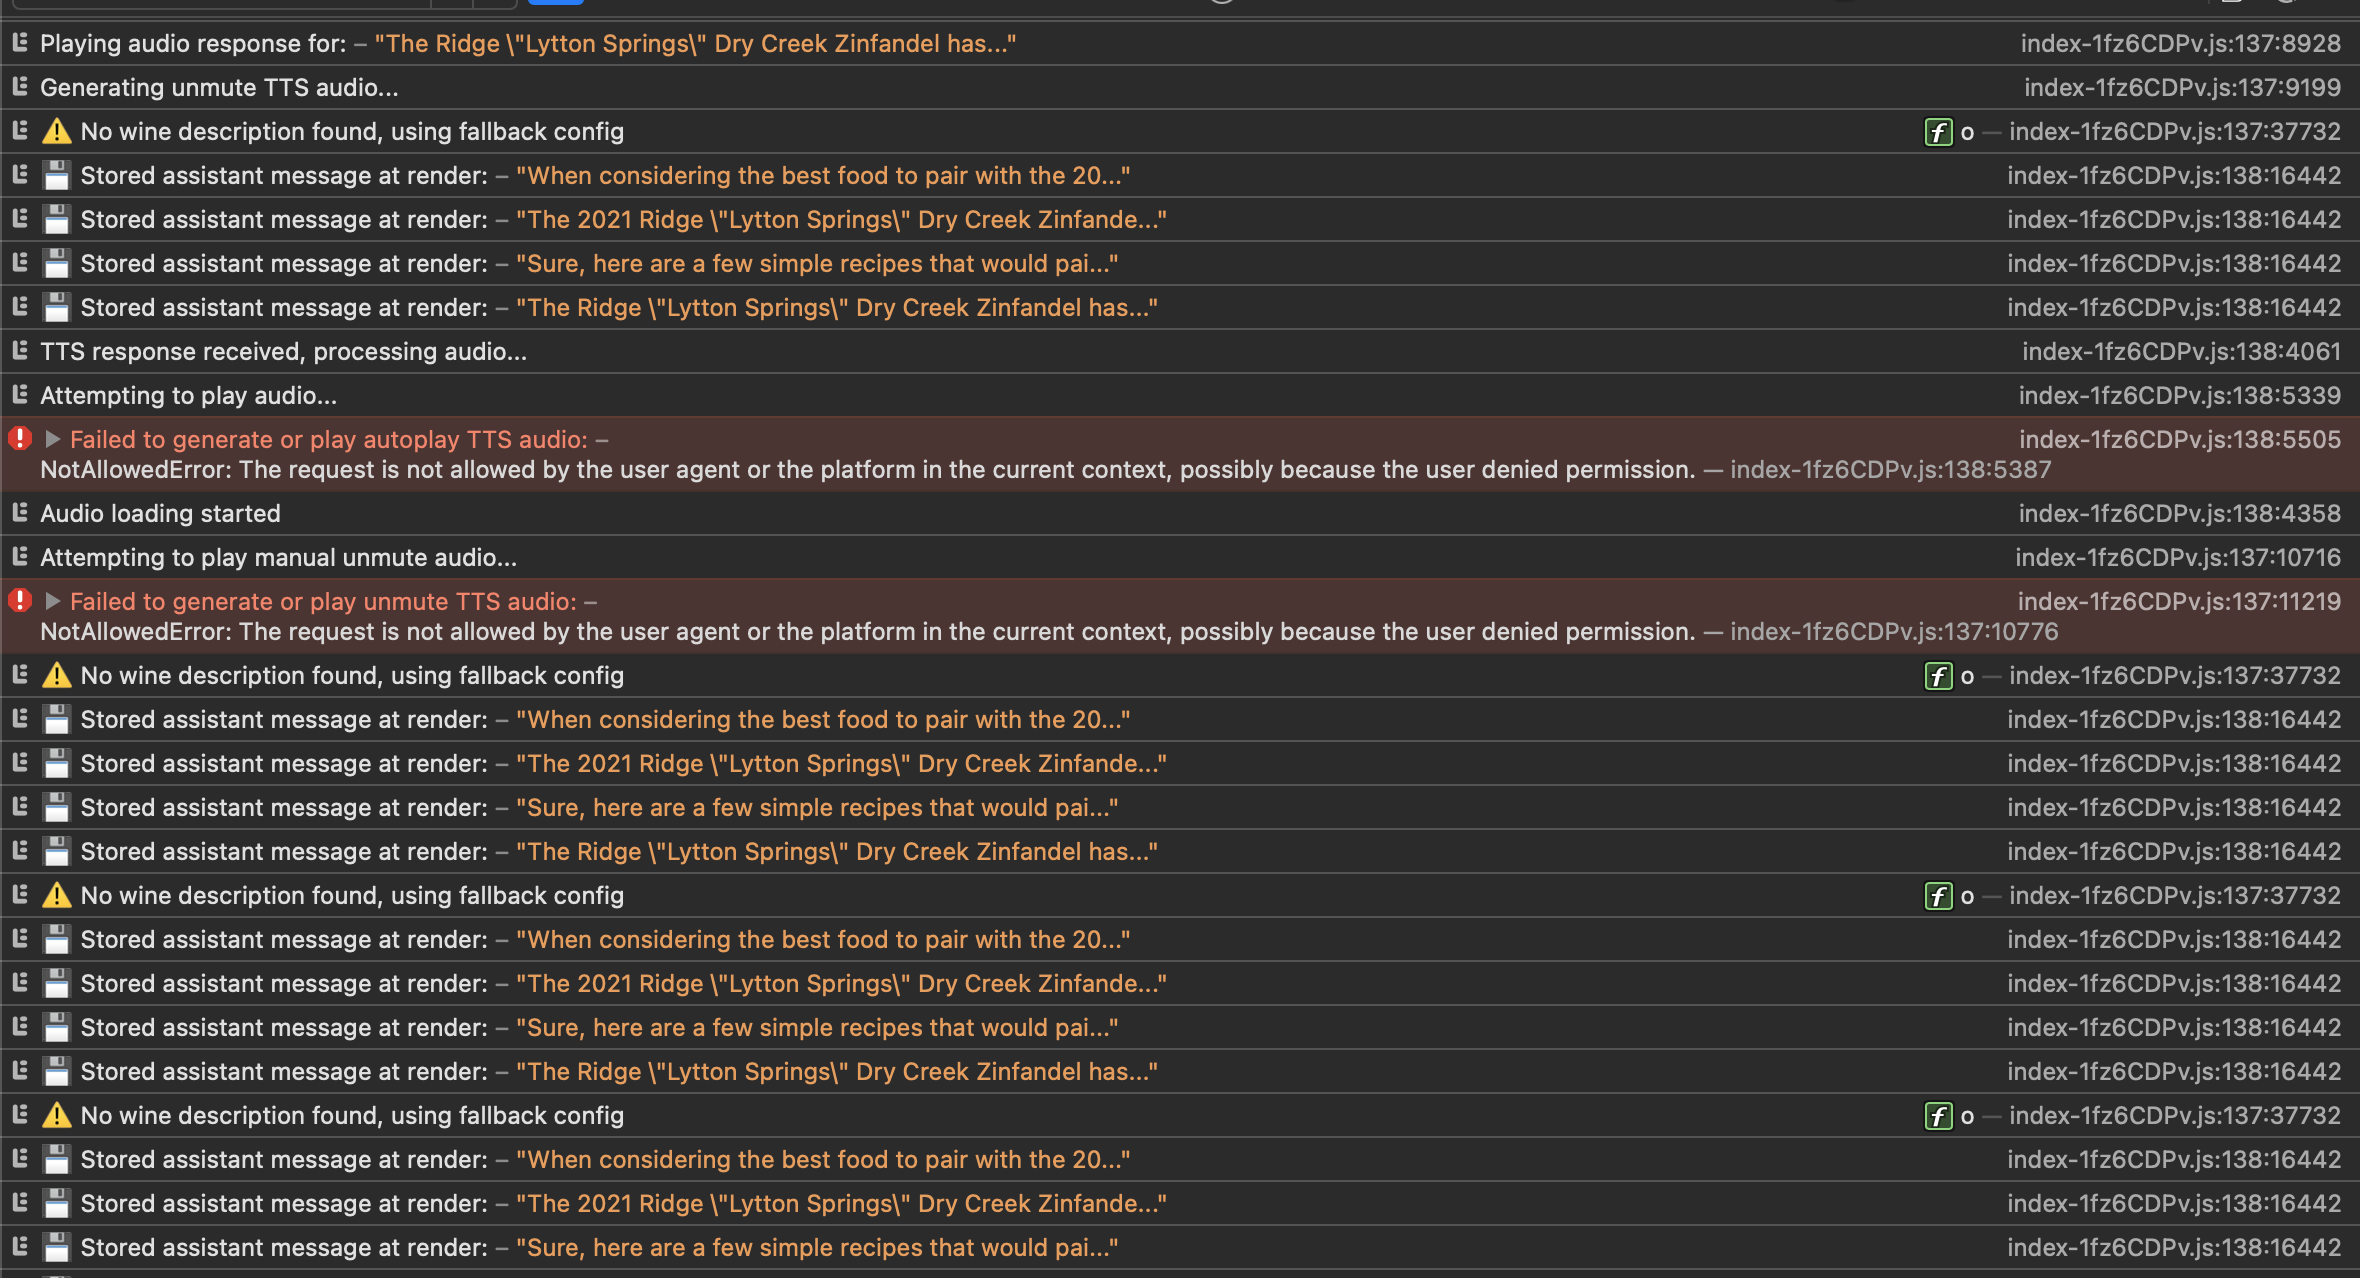 Playing audio response for: – "The Ridge \"Lytton Springs\" Dry Creek Zinfandel has..." index-1fz6CDPv.js:137:8928
Generating unmute TTS audio... index-1fz6CDPv.js:137:9199
⚠️ No wine description found, using fallback config f o — index-1fz6CDPv.js:137:37732
💾 Stored assistant message at render: – "When considering the best food to pair with the 20..." index-1fz6CDPv.js:138:16442
💾 Stored assistant message at render: – "The 2021 Ridge \"Lytton Springs\" Dry Creek Zinfande..." index-1fz6CDPv.js:138:16442
💾 Stored assistant message at render: – "Sure, here are a few simple recipes that would pai..." index-1fz6CDPv.js:138:16442
💾 Stored assistant message at render: – "The Ridge \"Lytton Springs\" Dry Creek Zinfandel has..." index-1fz6CDPv.js:138:16442
TTS response received, processing audio... index-1fz6CDPv.js:138:4061
Attempting to play audio... index-1fz6CDPv.js:138:5339
Failed to generate or play autoplay TTS audio: – index-1fz6CDPv.js:138:5505
NotAllowedError: The request is not allowed by the user agent or the platform in the current context, possibly because the user denied permission. — index-1fz6CDPv.js:138:5387
Audio loading started index-1fz6CDPv.js:138:4358
Attempting to play manual unmute audio... index-1fz6CDPv.js:137:10716
Failed to generate or play unmute TTS audio: – index-1fz6CDPv.js:137:11219
NotAllowedError: The request is not allowed by the user agent or the platform in the current context, possibly because the user denied permission. — index-1fz6CDPv.js:137:10776
⚠️ No wine description found, using fallback config f o — index-1fz6CDPv.js:137:37732
💾 Stored assistant message at render: – "When considering the best food to pair with the 20..." index-1fz6CDPv.js:138:16442
💾 Stored assistant message at render: – "The 2021 Ridge \"Lytton Springs\" Dry Creek Zinfande..." index-1fz6CDPv.js:138:16442
💾 Stored assistant message at render: – "Sure, here are a few simple recipes that would pai..." index-1fz6CDPv.js:138:16442
💾 Stored assistant message at render: – "The Ridge \"Lytton Springs\" Dry Creek Zinfandel has..." index-1fz6CDPv.js:138:16442
⚠️ No wine description found, using fallback config f o — index-1fz6CDPv.js:137:37732
💾 Stored assistant message at render: – "When considering the best food to pair with the 20..." index-1fz6CDPv.js:138:16442
💾 Stored assistant message at render: – "The 2021 Ridge \"Lytton Springs\" Dry Creek Zinfande..." index-1fz6CDPv.js:138:16442
💾 Stored assistant message at render: – "Sure, here are a few simple recipes that would pai..." index-1fz6CDPv.js:138:16442
💾 Stored assistant message at render: – "The Ridge \"Lytton Springs\" Dry Creek Zinfandel has..." index-1fz6CDPv.js:138:16442
⚠️ No wine description found, using fallback config f o — index-1fz6CDPv.js:137:37732
💾 Stored assistant message at render: – "When considering the best food to pair with the 20..." index-1fz6CDPv.js:138:16442
💾 Stored assistant message at render: – "The 2021 Ridge \"Lytton Springs\" Dry Creek Zinfande..." index-1fz6CDPv.js:138:16442
💾 Stored assistant message at render: – "Sure, here are a few simple recipes that would pai..." index-1fz6CDPv.js:138:16442